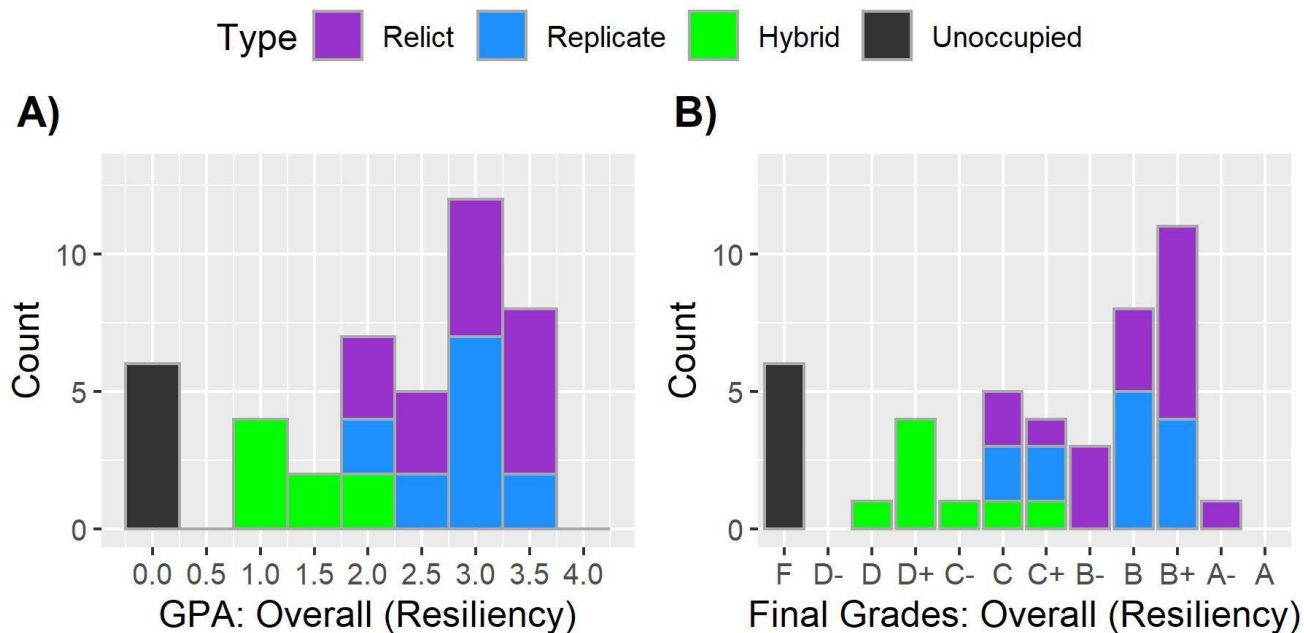 Type Relict Replicate Hybrid Unoccupied
A)
B)
Count
10
5
0
0.0 0.5 1.0 1.5 2.0 2.5 3.0 3.5 4.0
GPA: Overall (Resiliency)
Count
10
5
0
F D- D D+ C- C C+ B- B B+ A- A
Final Grades: Overall (Resiliency)